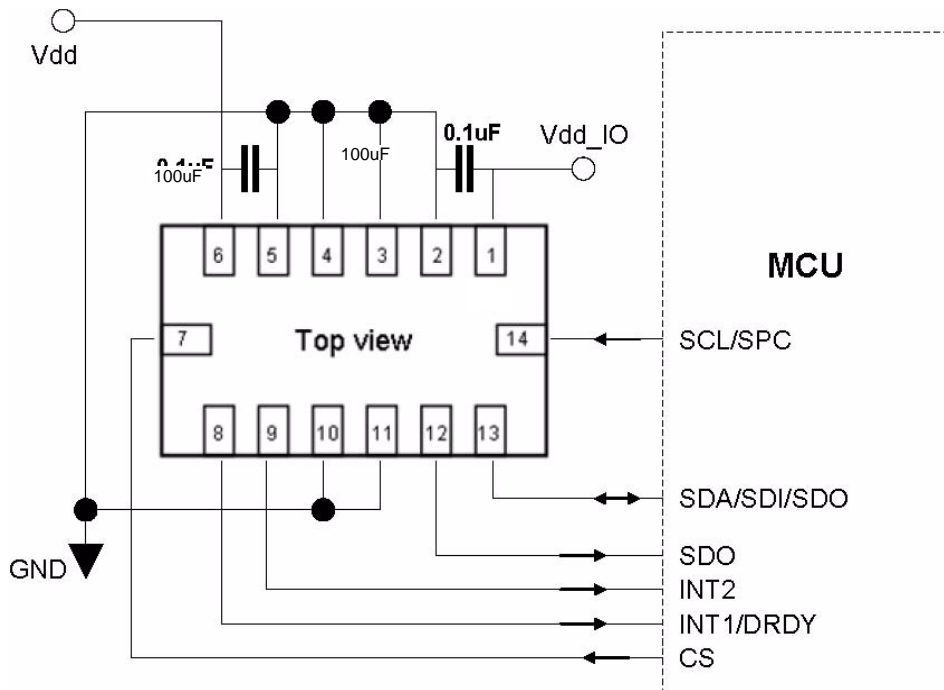 Vdd
0.1uF
Vdd_IO
100uF
100uF
6 5 4 3 2 1
MCU
7
Top view
14
SCL/SPC
8 9 10 11 12 13
SDA/SDI/SDO
SDO
GND
INT2
INT1/DRDY
CS